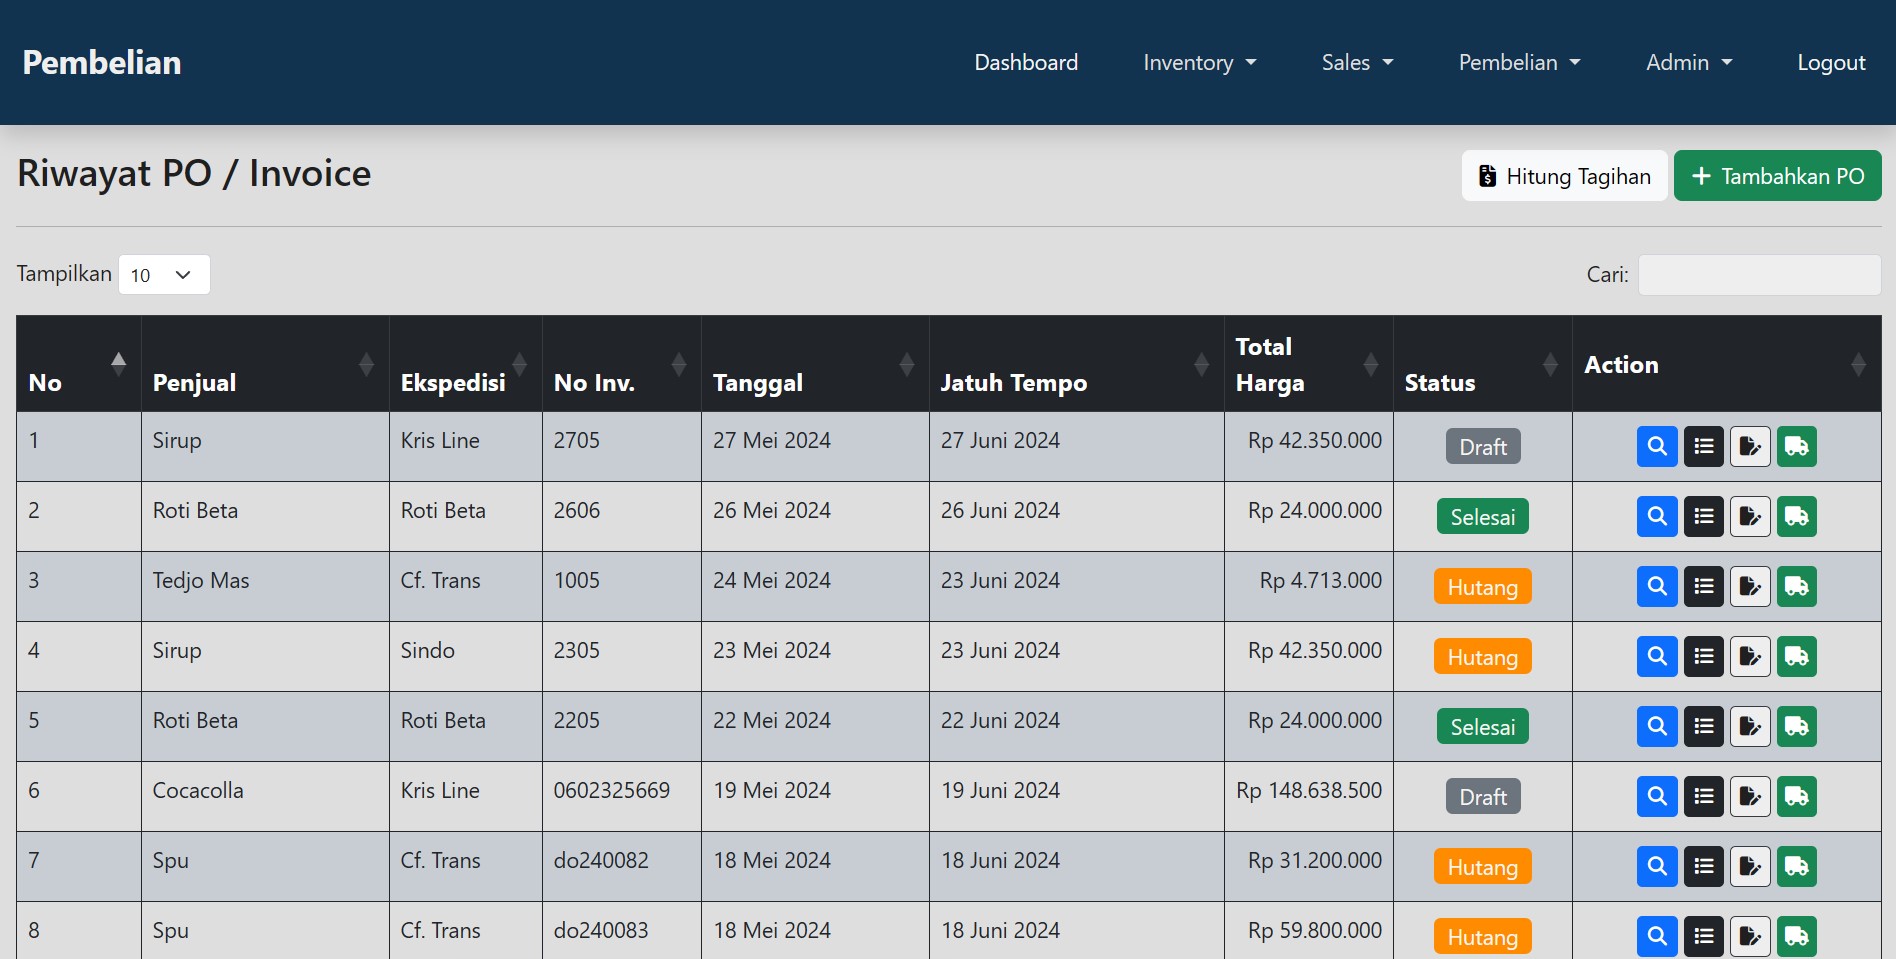 Pembelian
Dashboard Inventory Sales Pembelian Admin Logout
Riwayat PO / Invoice
Hitung Tagihan
Tambahkan PO
Tampilkan 10
Cari:
No Penjual Ekspedisi No Inv. Tanggal Jatuh Tempo Total Harga Status Action
1 Sirup Kris Line 2705 27 Mei 2024 27 Juni 2024 Rp 42.350.000 Draft
2 Roti Beta Roti Beta 2606 26 Mei 2024 26 Juni 2024 Rp 24.000.000 Selesai
3 Tedjo Mas Cf. Trans 1005 24 Mei 2024 23 Juni 2024 Rp 4.713.000 Hutang
4 Sirup Sindo 2305 23 Mei 2024 23 Juni 2024 Rp 42.350.000 Hutang
5 Roti Beta Roti Beta 2205 22 Mei 2024 22 Juni 2024 Rp 24.000.000 Selesai
6 Cocacolla Kris Line 0602325669 19 Mei 2024 19 Juni 2024 Rp 148.638.500 Draft
7 Spu Cf. Trans do240082 18 Mei 2024 18 Juni 2024 Rp 31.200.000 Hutang
8 Spu Cf. Trans do240083 18 Mei 2024 18 Juni 2024 Rp 59.800.000 Hutang